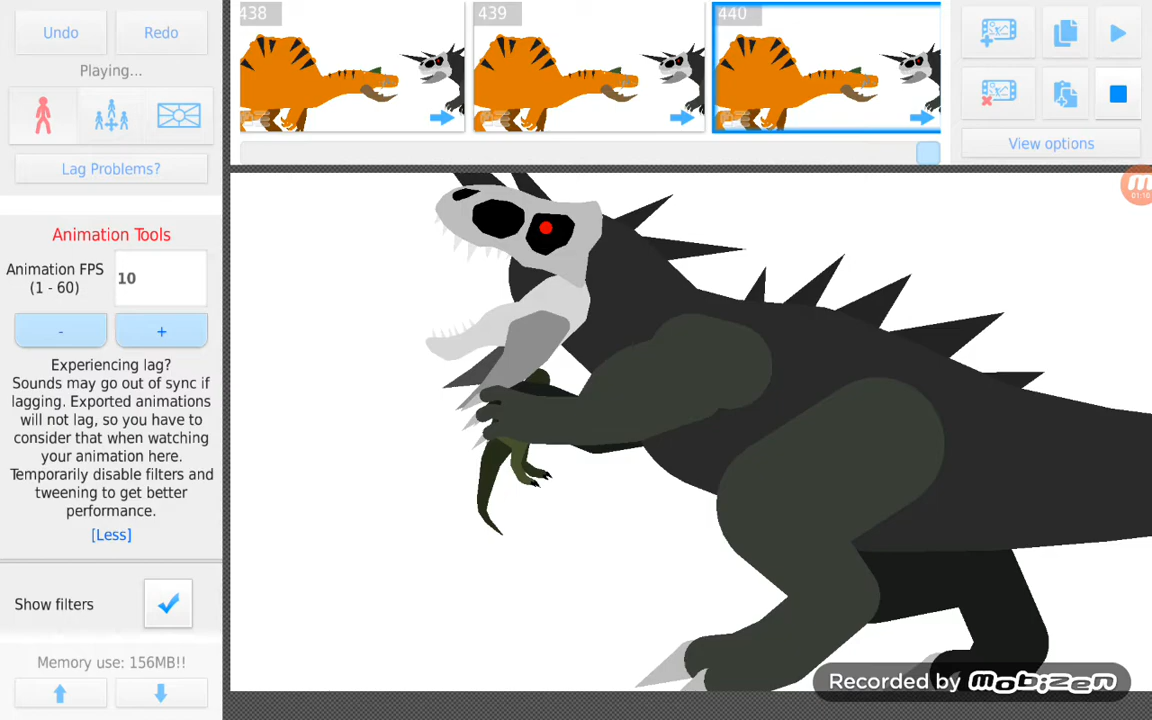 Undo
Redo
Playing...
Lag Problems?
Animation Tools
Animation FPS
(1 - 60)
10
-
+
Experiencing lag?
Sounds may go out of sync if
lagging. Exported animations
will not lag, so you have to
consider that when watching
your animation here.
Temporarily disable filters and
tweening to get better
performance.
[Less]
Show filters
Memory use: 156MB!!
438
439
440
View options
01:10
Recorded by mobizen